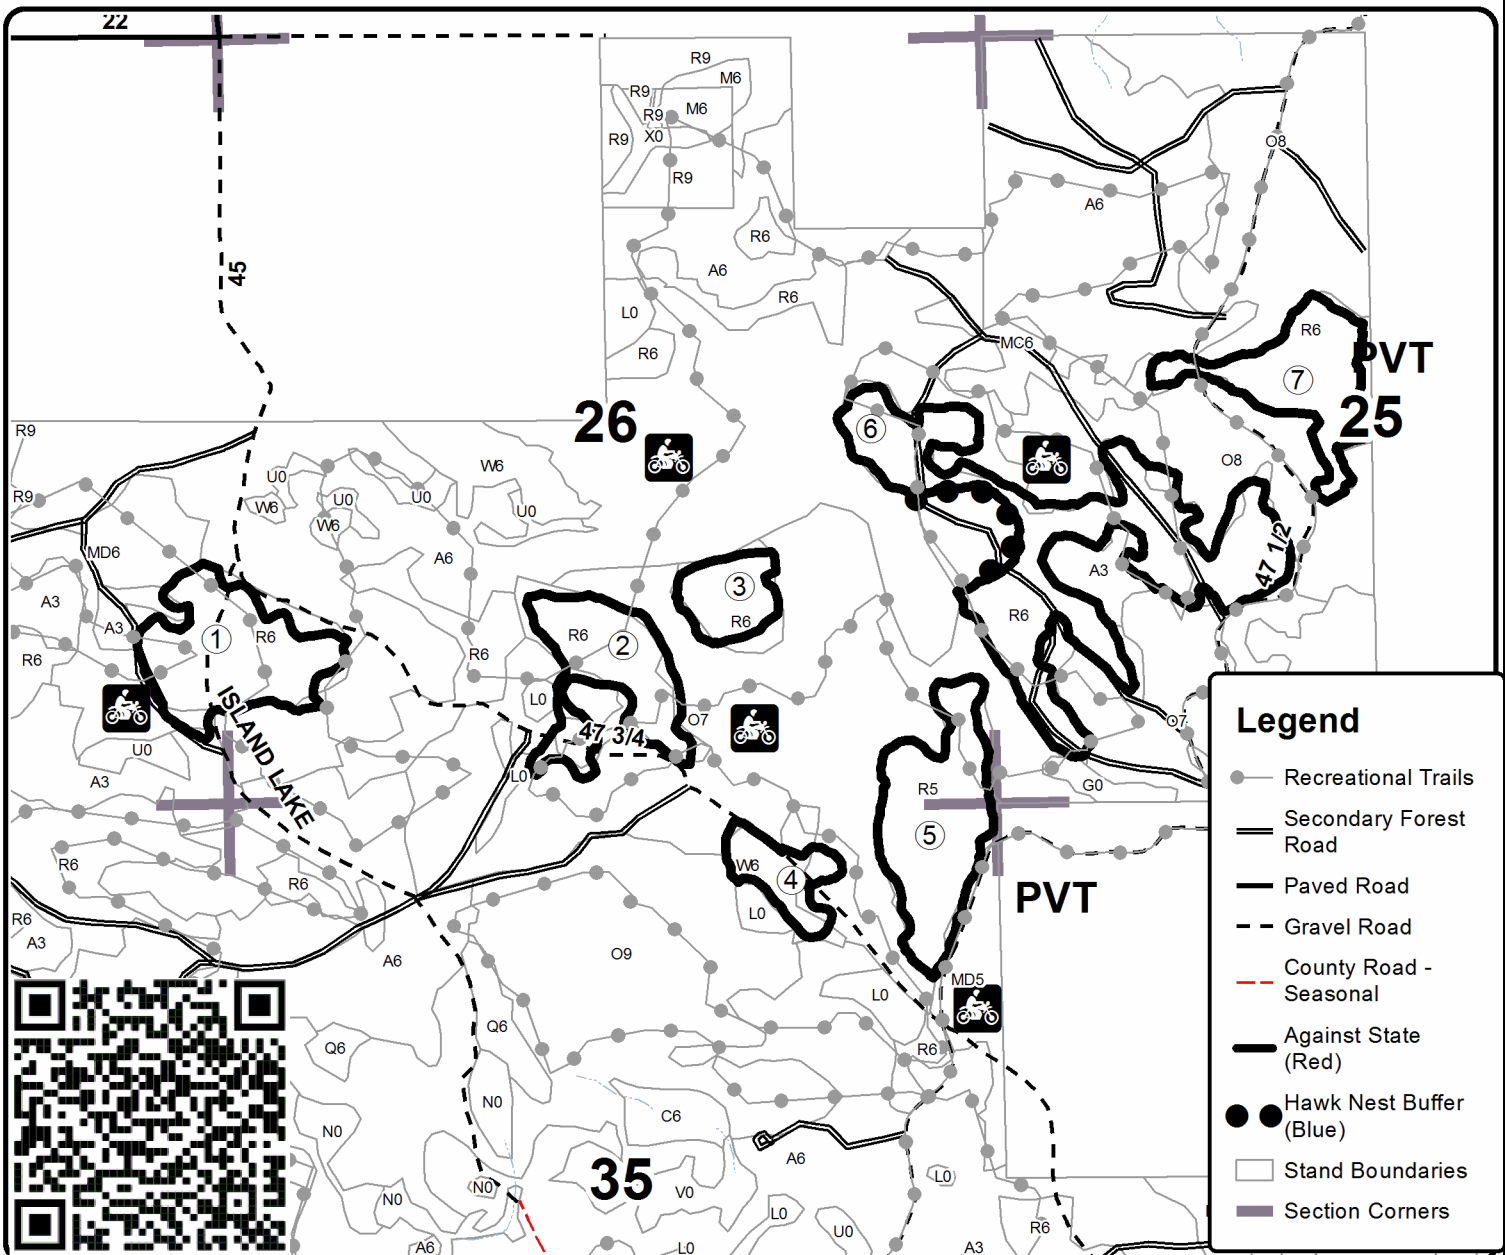 22
R9
M6
R9
R9
M6
R9
X0
R9
O8
A6
R6
45
A6
R6
L0
R6
MC6
R6
PVT
7
25
26
6
R9
W6
O8
U0
U0
U0
R9
W6
W6
U0
MD6
A6
47 1/2
A3
3
A3
A3
1
R6
R6
2
R6
R6
R6
R6
L0
ISLAND LAKE
47 3/4
O7
O7
U0
L0
A3
R5
G0
5
R6
W6
4
R6
PVT
L0
R6
A3
A6
O9
MD5
L0
Q6
Q6
R6
N0
C6
N0
A6
35
N0
V0
L0
N0
L0
U0
R6
A6
L0
A3
Legend
Recreational Trails
Secondary Forest
Road
Paved Road
Gravel Road
County Road -
Seasonal
Against State
(Red)
Hawk Nest Buffer
(Blue)
Stand Boundaries
Section Corners